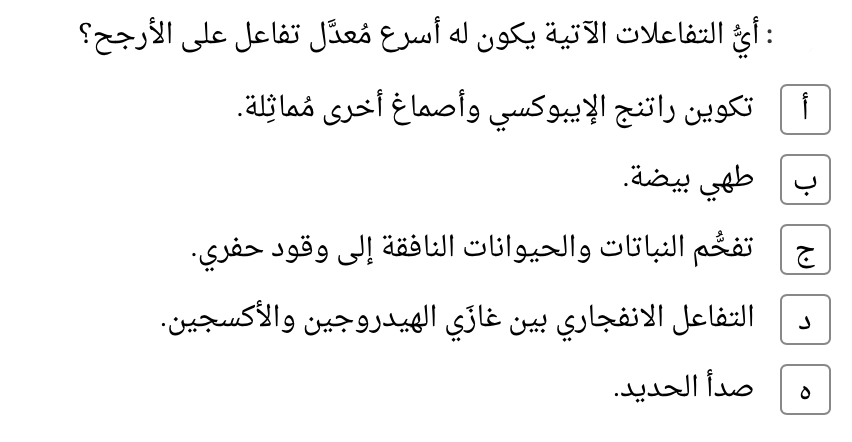 : أيُّ التفاعلات الآتية يكون له أسرع مُعدَّل تفاعل على الأرجح؟
أ تكوين راتنج الإيبوكسي وأصماغ أخرى مُماثِلة.
ب طهي بيضة.
ج تفحُّم النباتات والحيوانات النافقة إلى وقود حفري.
د التفاعل الانفجاري بين غازَي الهيدروجين والأكسجين.
ه صدأ الحديد.